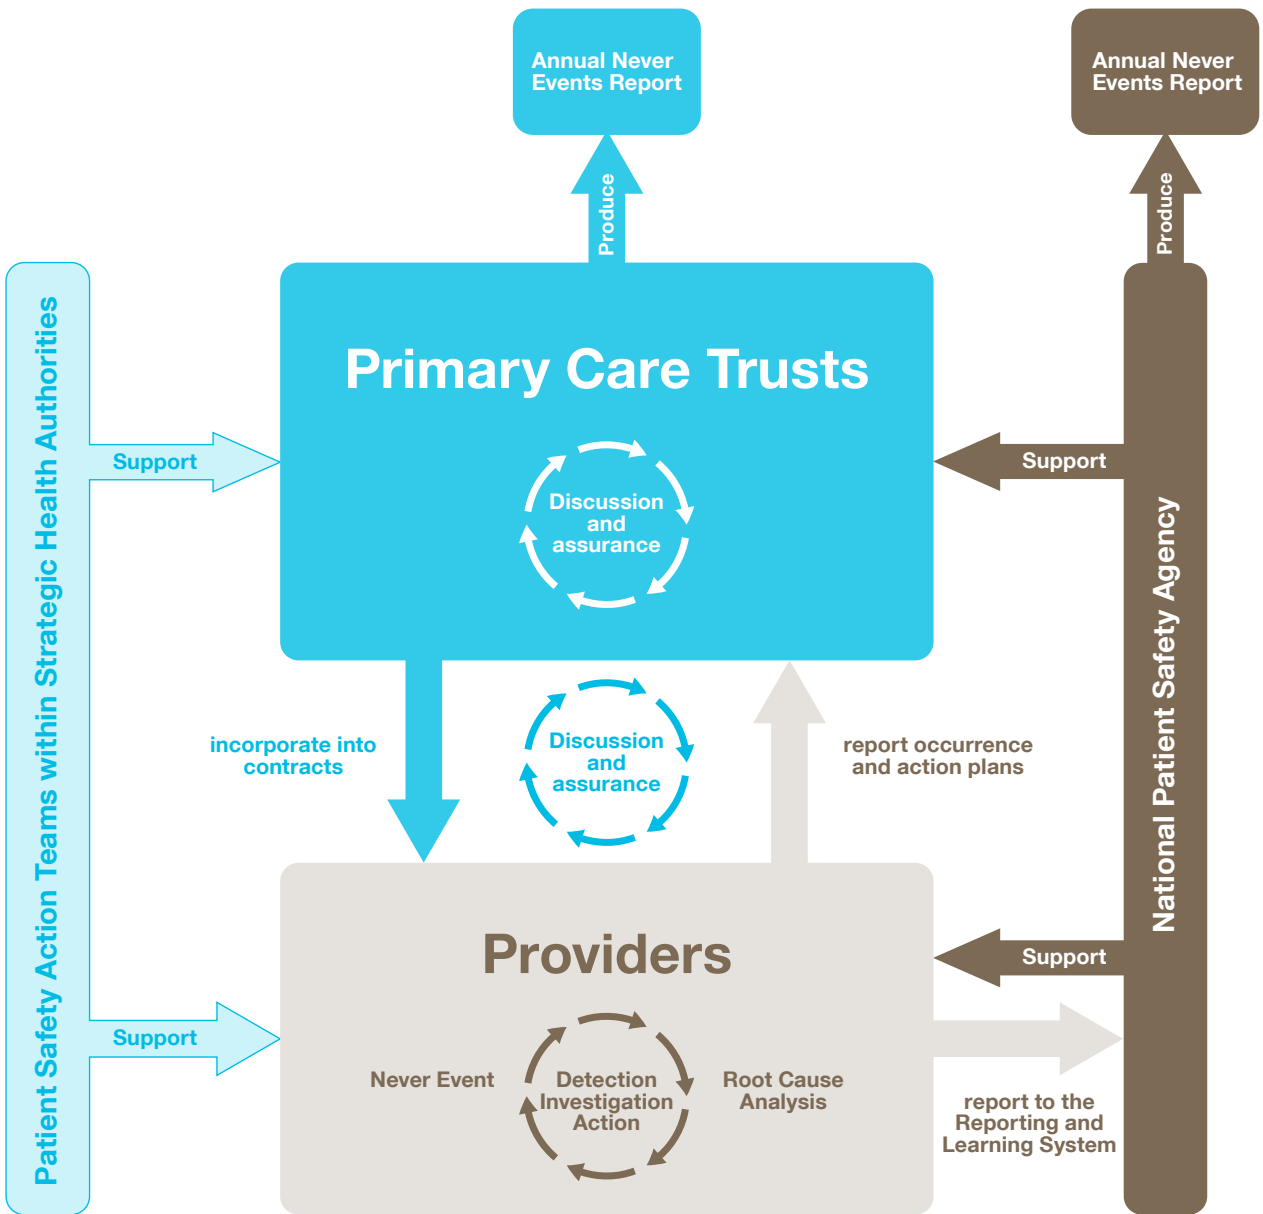 Annual Never
Events Report
Annual Never
Events Report
Produce
Produce
Patient Safety Action Teams within Strategic Health Authorities
Primary Care Trusts
Support
Support
Discussion
and
assurance
National Patient Safety Agency
incorporate into
contracts
Discussion
and
assurance
report occurrence
and action plans
Providers
Support
Support
Never Event
Detection
Investigation
Action
Root Cause
Analysis
report to the
Reporting and
Learning System